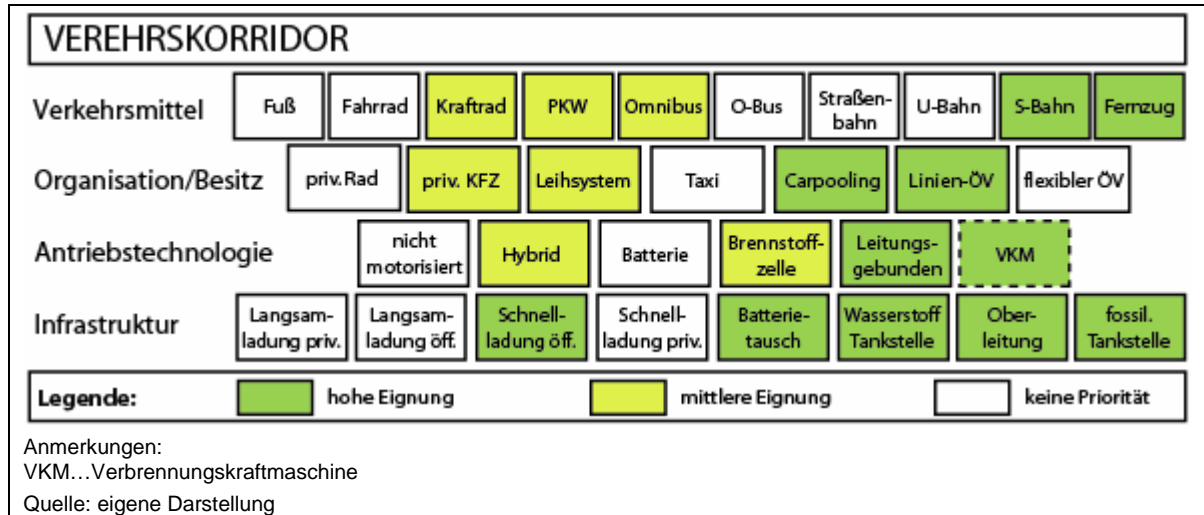 VEREHRSKORRIDOR
Verkehrsmittel
Fuß
Fahrrad
Kraftrad
PKW
Omnibus
O-Bus
Straßen-
bahn
U-Bahn
S-Bahn
Fernzug
Organisation/Besitz
priv. Rad
priv. KFZ
Leihsystem
Taxi
Carpooling
Linien-ÖV
flexibler ÖV
Antriebstechnologie
nicht
motorisiert
Hybrid
Batterie
Brennstoff-
zelle
Leitungs-
gebunden
VKM
Infrastruktur
Langsam-
ladung priv.
Langsam-
ladung öff.
Schnell-
ladung öff.
Schnell-
ladung priv.
Batterie-
tausch
Wasserstoff
Tankstelle
Ober-
leitung
fossil.
Tankstelle
Legende:
hohe Eignung
mittlere Eignung
keine Priorität
Anmerkungen:
VKM…Verbrennungskraftmaschine
Quelle: eigene Darstellung